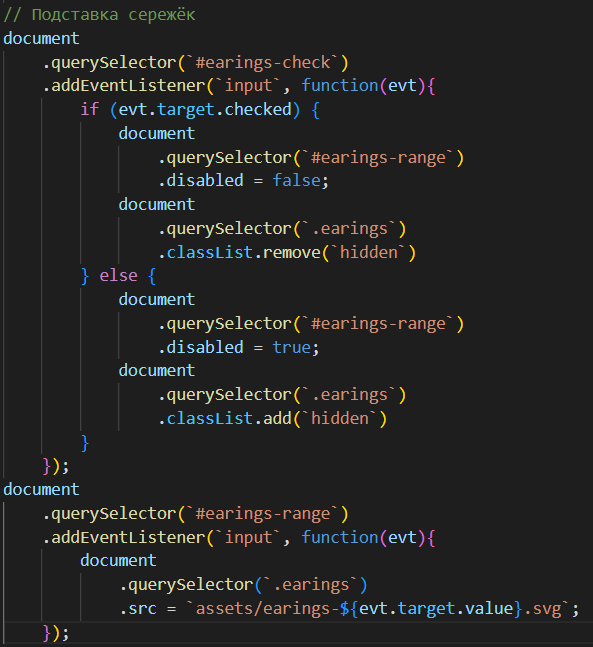 // Подставка сережёк
document
    .querySelector(`#earings-check`)
    .addEventListener(`input`, function(evt){
        if (evt.target.checked) {
            document
                .querySelector(`#earings-range`)
                .disabled = false;
            document
                .querySelector(`.earings`)
                .classList.remove(`hidden`)
        } else {
            document
                .querySelector(`#earings-range`)
                .disabled = true;
            document
                .querySelector(`.earings`)
                .classList.add(`hidden`)
        }
    });
document
    .querySelector(`#earings-range`)
    .addEventListener(`input`, function(evt){
        document
            .querySelector(`.earings`)
            .src = `assets/earings-${evt.target.value}.svg`;
    });